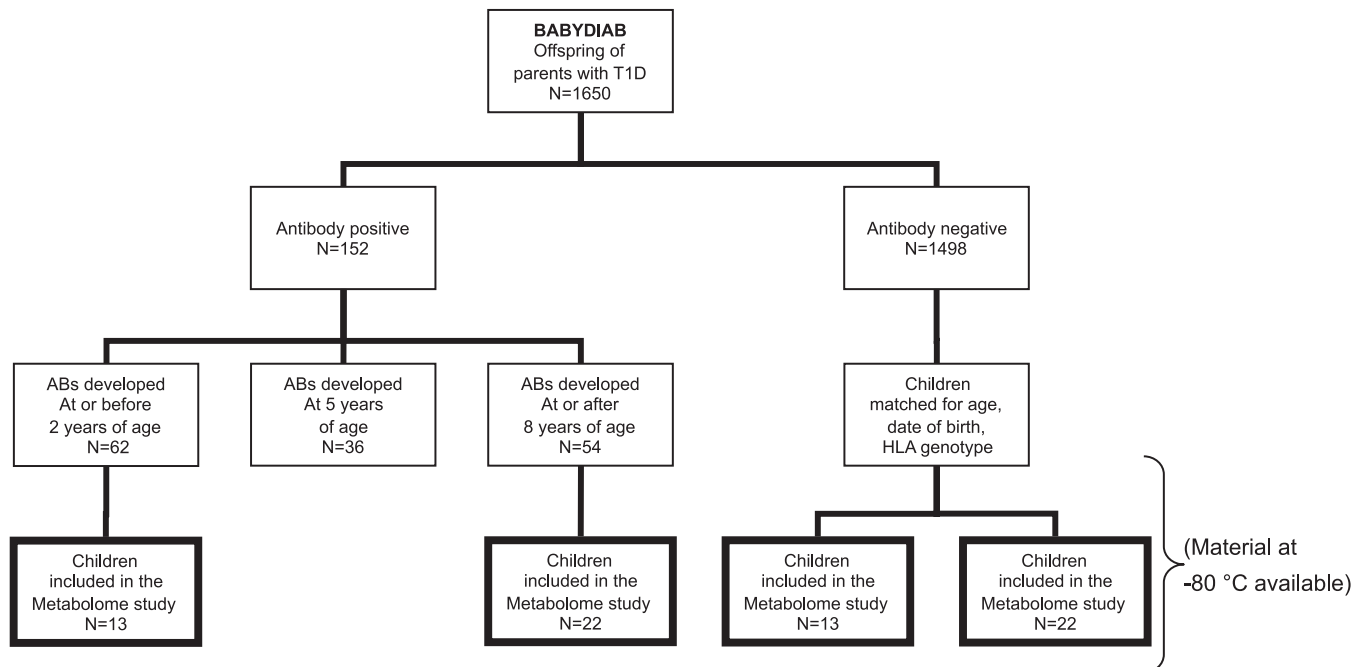 BABYDIAB
Offspring of
parents with T1D
N=1650
Antibody positive
N=152
Antibody negative
N=1498
ABs developed
At or before
2 years of age
N=62
ABs developed
At 5 years
of age
N=36
ABs developed
At or after
8 years of age
N=54
Children
matched for age,
date of birth,
HLA genotype
Children
included in the
Metabolome study
N=13
Children
included in the
Metabolome study
N=22
Children
included in the
Metabolome study
N=13
Children
included in the
Metabolome study
N=22
(Material at
-80 °C available)